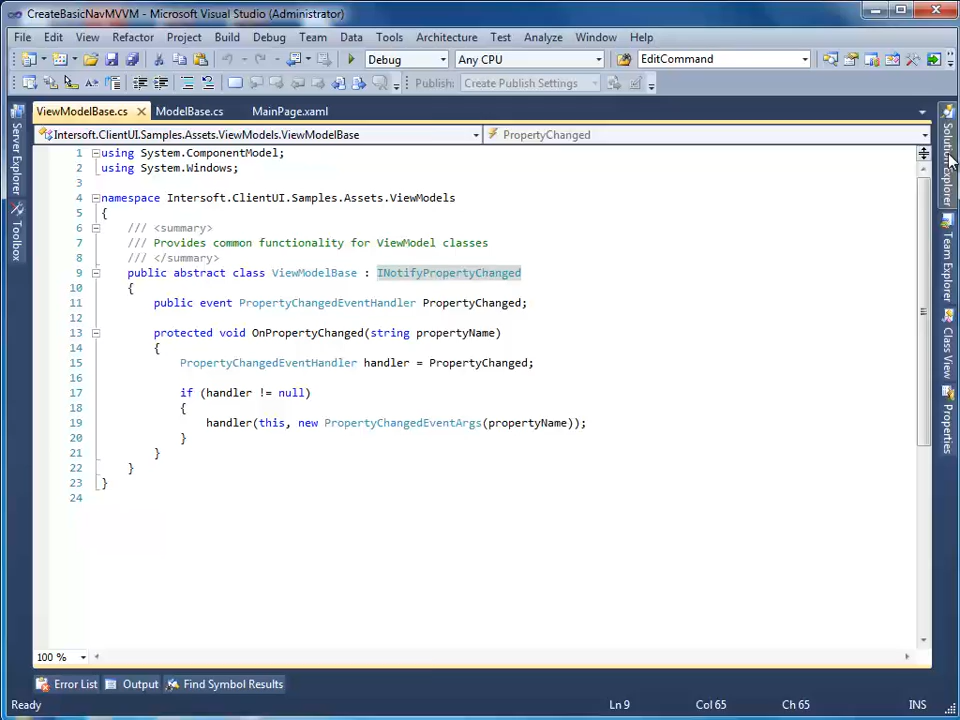 CreateBasicNavMVVM - Microsoft Visual Studio (Administrator)
File Edit View Refactor Project Build Debug Team Data Tools Architecture Test Analyze Window Help
Debug Any CPU EditCommand
Publish: Create Publish Settings
ViewModelBase.cs ModelBase.cs MainPage.xaml
Intersoft.ClientUI.Samples.Assets.ViewModels.ViewModelBase PropertyChanged
Server Explorer
Toolbox
1 using System.ComponentModel;
2 using System.Windows;
3
4 namespace Intersoft.ClientUI.Samples.Assets.ViewModels
5 {
6 /// <summary>
7 /// Provides common functionality for ViewModel classes
8 /// </summary>
9 public abstract class ViewModelBase : INotifyPropertyChanged
10 {
11 public event PropertyChangedEventHandler PropertyChanged;
12
13 protected void OnPropertyChanged(string propertyName)
14 {
15 PropertyChangedEventHandler handler = PropertyChanged;
16
17 if (handler != null)
18 {
19 handler(this, new PropertyChangedEventArgs(propertyName));
20 }
21 }
22 }
23 }
24
Solution Explorer
Team Explorer
Class View
Properties
100 %
Error List Output Find Symbol Results
Ready Ln 9 Col 65 Ch 65 INS